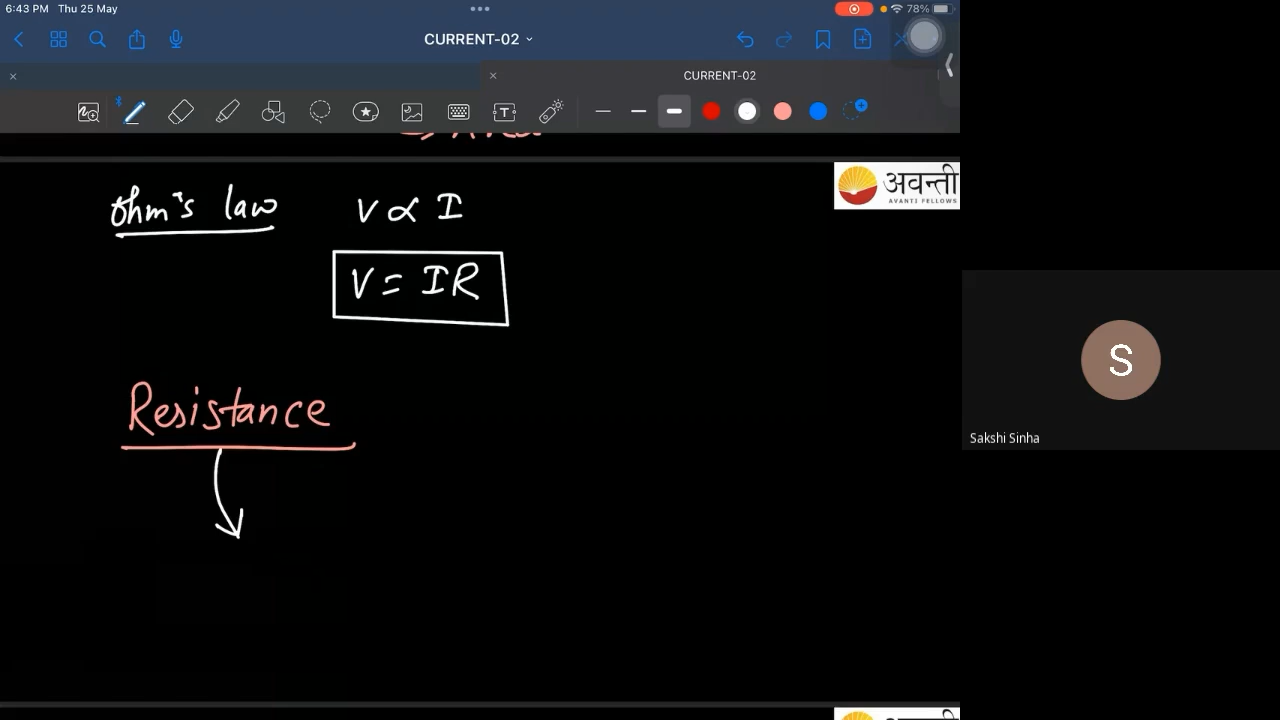 6:43 PM Thu 25 May
78%
CURRENT-02
CURRENT-02
ohm's law V ∝ I
अवन्ती
AVANTI FELLOWS
V = IR
Resistance
S
Sakshi Sinha